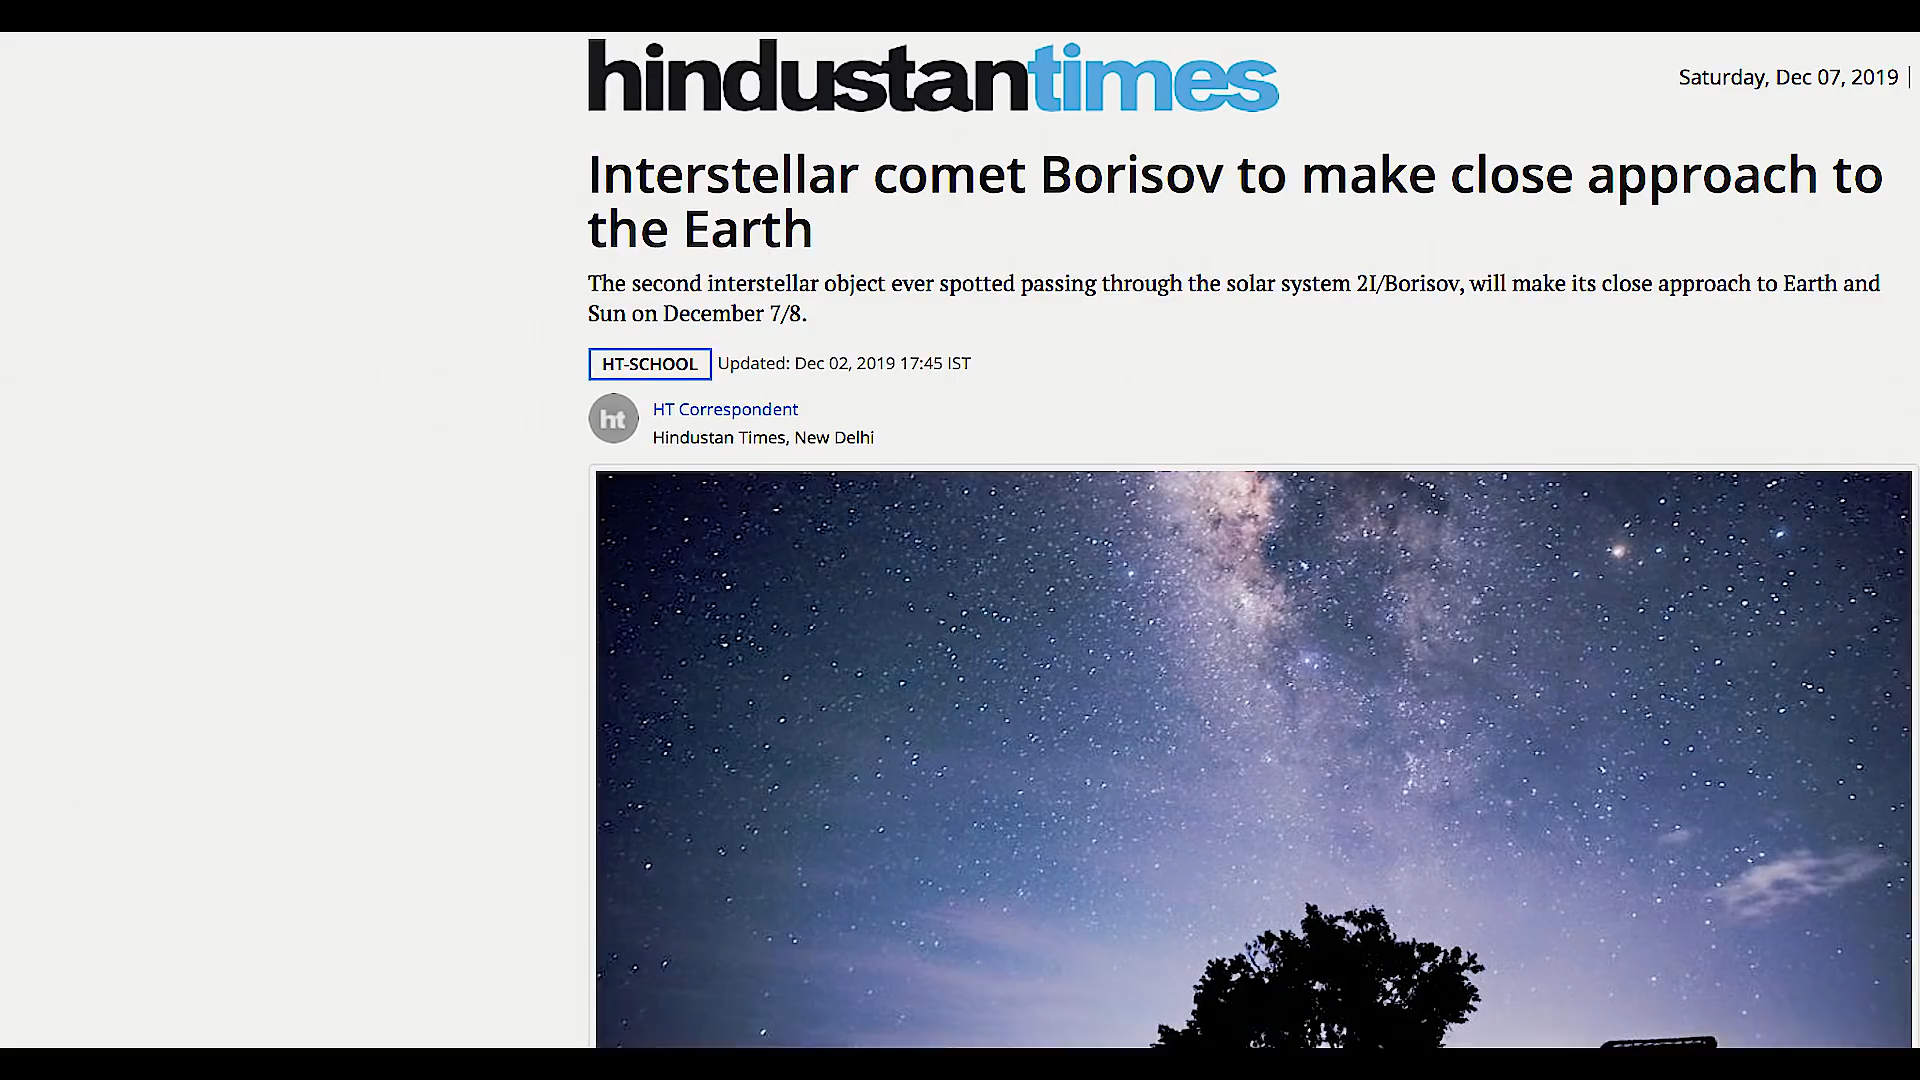 hindustantimes
Saturday, Dec 07, 2019 |
Interstellar comet Borisov to make close approach to
the Earth
The second interstellar object ever spotted passing through the solar system 2I/Borisov, will make its close approach to Earth and
Sun on December 7/8.
HT-SCHOOL Updated: Dec 02, 2019 17:45 IST
ht
HT Correspondent
Hindustan Times, New Delhi